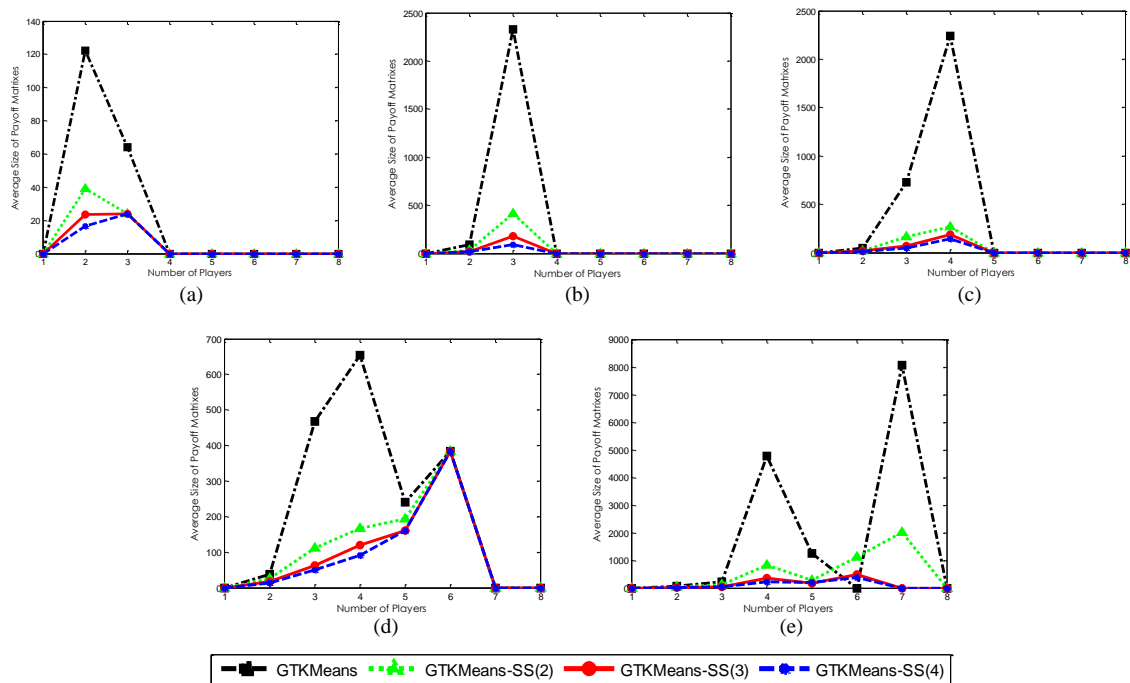 140
120
100
80
60
40
20
0
Average Size of Payoff Matrixes
1 2 3 4 5 6 7 8
Number of Players
(a)
2500
2000
1500
1000
500
0
Average Size of Payoff Matrixes
1 2 3 4 5 6 7 8
Number of Players
(b)
2500
2000
1500
1000
500
0
Average Size of Payoff Matrixes
1 2 3 4 5 6 7 8
Number of Players
(c)
700
600
500
400
300
200
100
0
Average Size of Payoff Matrixes
1 2 3 4 5 6 7 8
Number of Players
(d)
9000
8000
7000
6000
5000
4000
3000
2000
1000
0
Average Size of Payoff Matrixes
1 2 3 4 5 6 7 8
Number of Players
(e)
GTKMeans GTKMeans-SS(2) GTKMeans-SS(3) GTKMeans-SS(4)